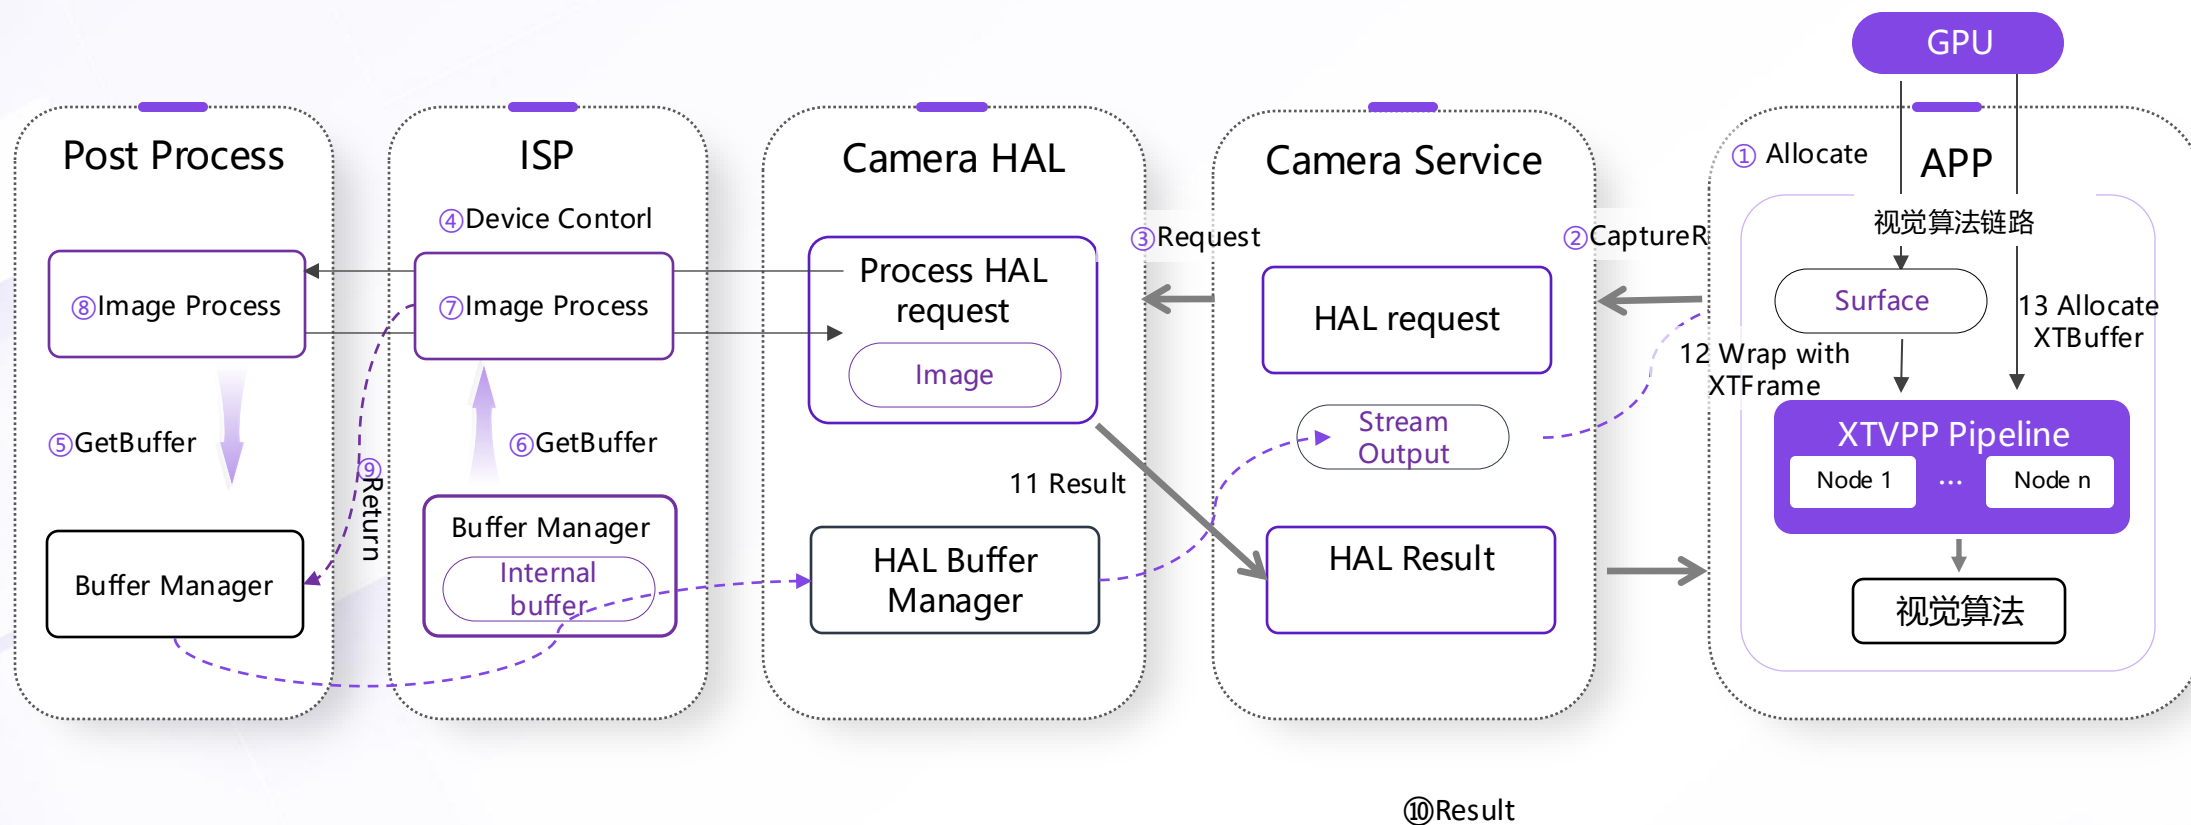 GPU
Post Process
ISP
Camera HAL
Camera Service
① Allocate
APP
④Device Contorl
视觉算法链路
③Request
②CaptureR
⑧Image Process
⑦Image Process
Process HAL
request
Image
HAL request
Surface
13 Allocate
XTBuffer
12 Wrap with
XTFrame
⑤GetBuffer
⑥GetBuffer
⑨Return
11 Result
Stream
Output
XTVPP Pipeline
Node 1
...
Node n
Buffer Manager
Buffer Manager
Internal
buffer
HAL Buffer
Manager
HAL Result
视觉算法
⑩Result